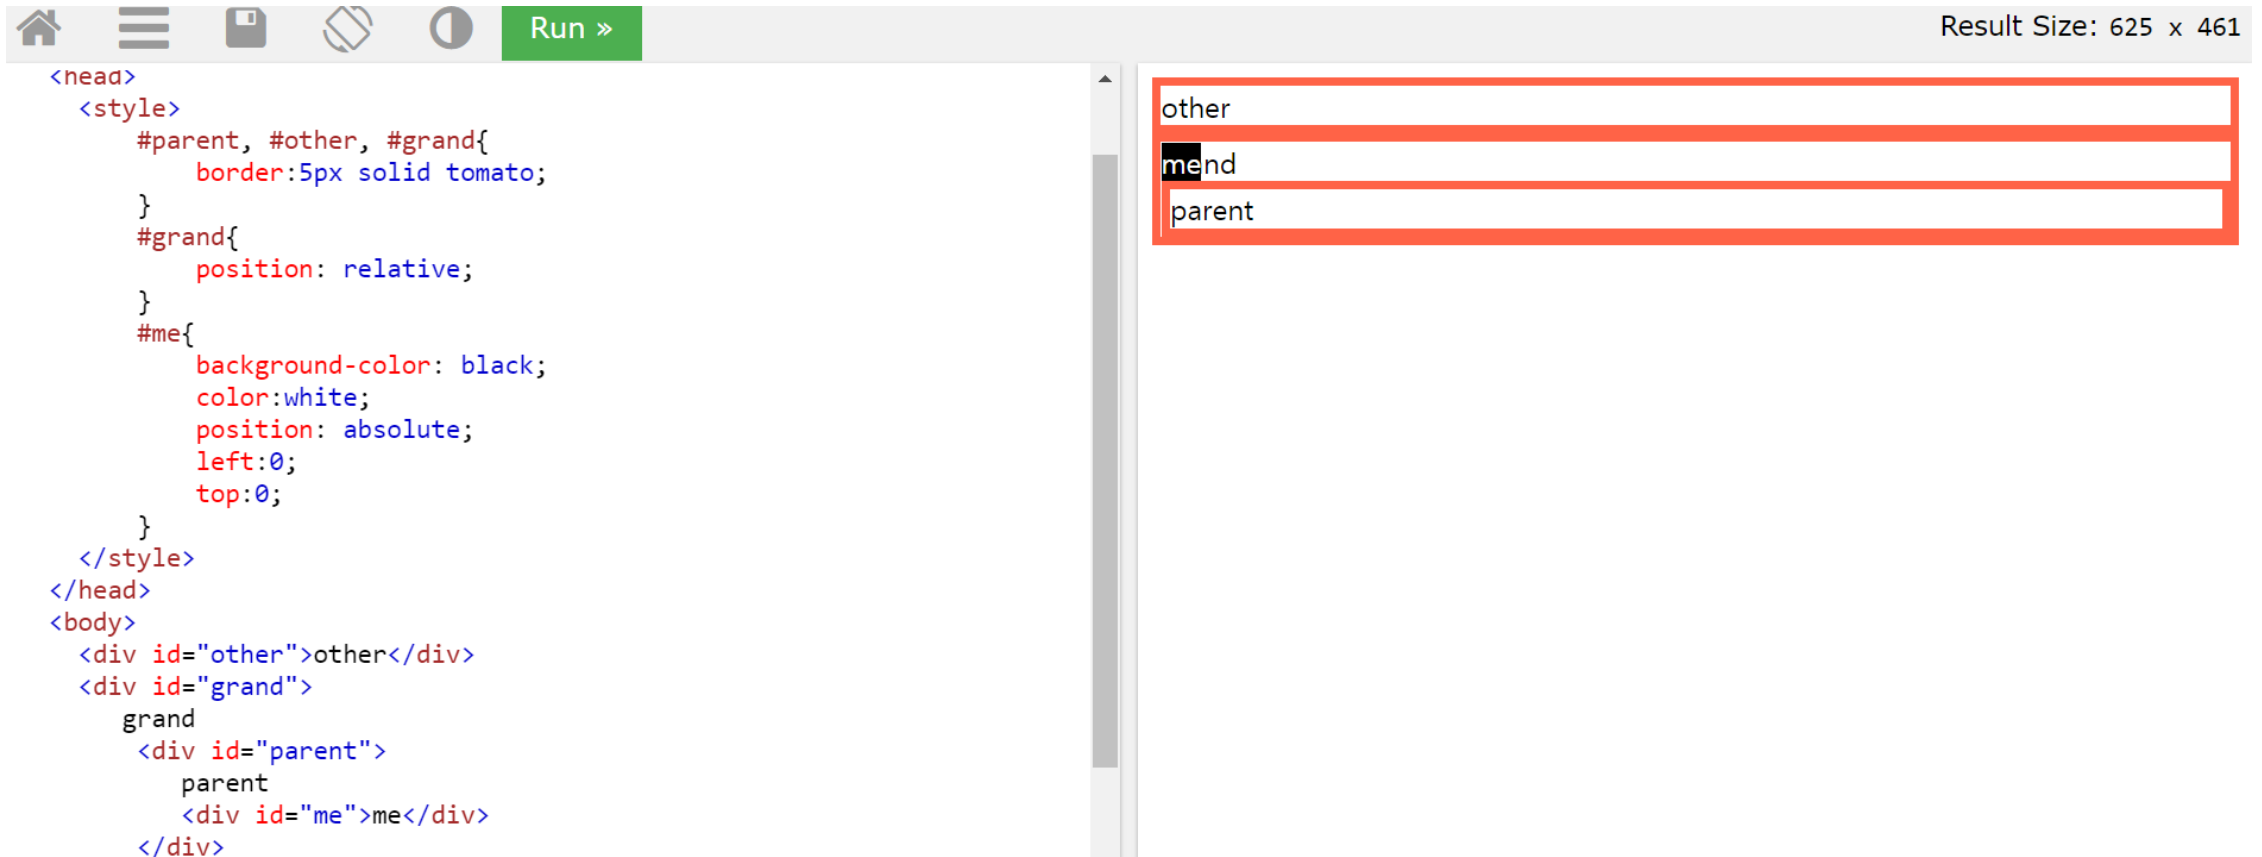 Run »
Result Size: 625 x 461
<head>
<style>
#parent, #other, #grand{
border:5px solid tomato;
}
#grand{
position: relative;
}
#me{
background-color: black;
color:white;
position: absolute;
left:0;
top:0;
}
</style>
</head>
<body>
<div id="other">other</div>
<div id="grand">
grand
<div id="parent">
parent
<div id="me">me</div>
</div>
other
mend
parent